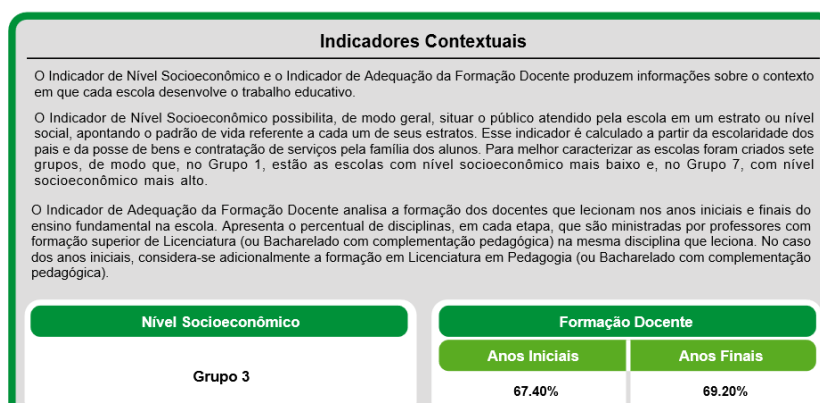 Indicadores Contextuais
O Indicador de Nível Socioeconômico e o Indicador de Adequação da Formação Docente produzem informações sobre o contexto
em que cada escola desenvolve o trabalho educativo.
O Indicador de Nível Socioeconômico possibilita, de modo geral, situar o público atendido pela escola em um estrato ou nível
social, apontando o padrão de vida referente a cada um de seus estratos. Esse indicador é calculado a partir da escolaridade dos
pais e da posse de bens e contratação de serviços pela família dos alunos. Para melhor caracterizar as escolas foram criados sete
grupos, de modo que, no Grupo 1, estão as escolas com nível socioeconômico mais baixo e, no Grupo 7, com nível
socioeconômico mais alto.
O Indicador de Adequação da Formação Docente analisa a formação dos docentes que lecionam nos anos iniciais e finais do
ensino fundamental na escola. Apresenta o percentual de disciplinas, em cada etapa, que são ministradas por professores com
formação superior de Licenciatura (ou Bacharelado com complementação pedagógica) na mesma disciplina que leciona. No caso
dos anos iniciais, considera-se adicionalmente a formação em Licenciatura em Pedagogia (ou Bacharelado com complementação
pedagógica).
Nível Socioeconômico
Grupo 3
Formação Docente
Anos Iniciais Anos Finais
67.40% 69.20%